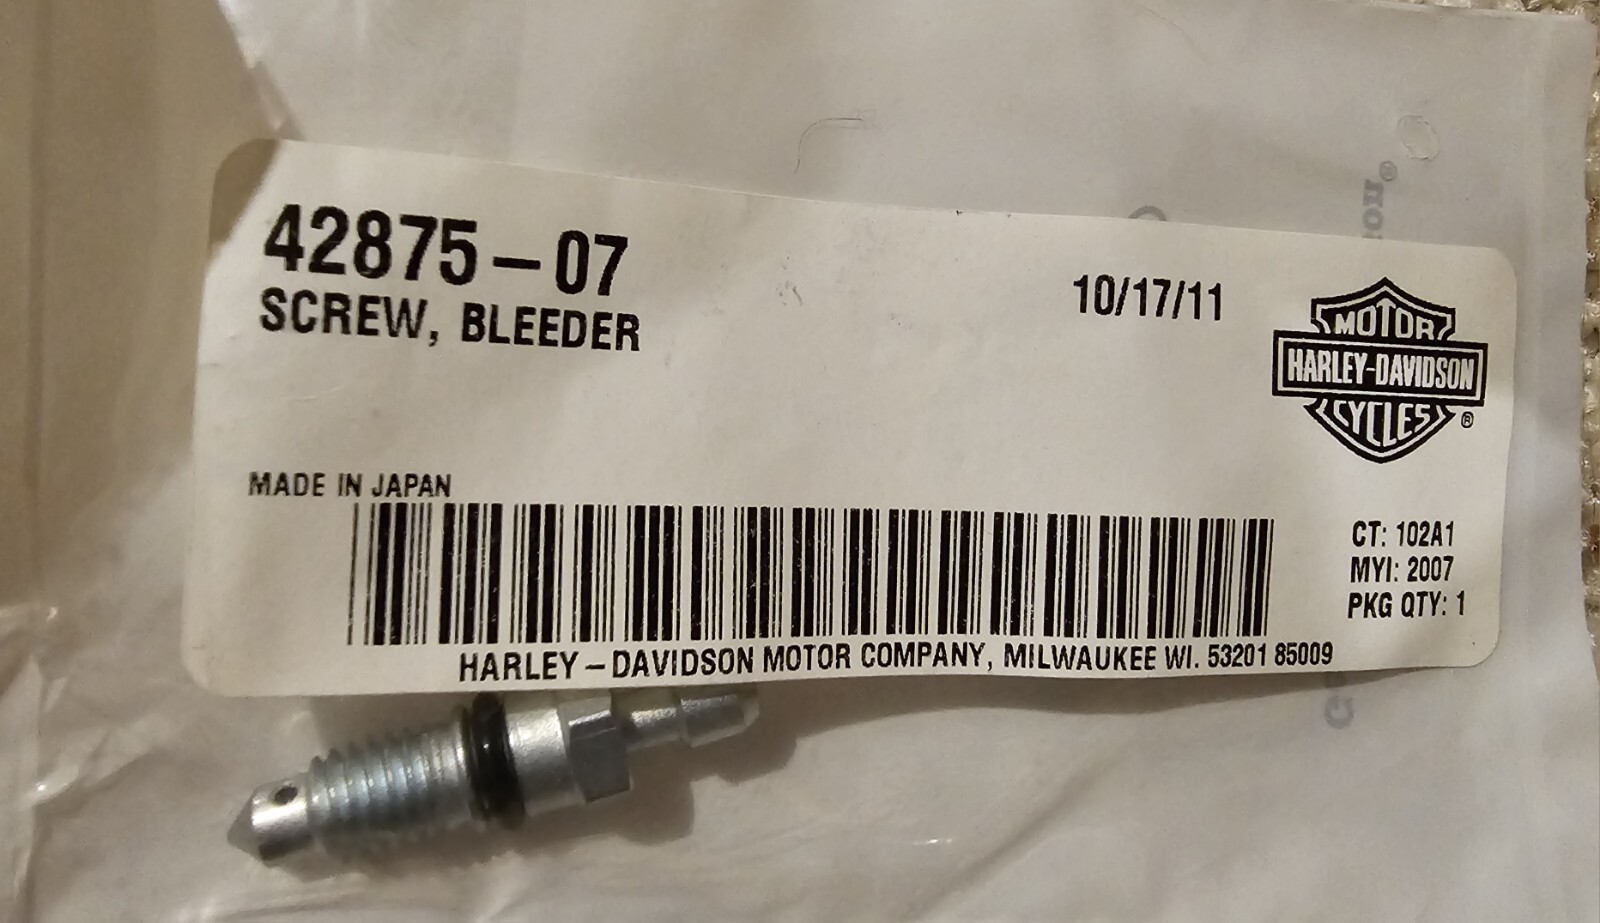 42875-07
SCREW, BLEEDER
10/17/11
MOTOR
HARLEY-DAVIDSON
CYCLES
®
MADE IN JAPAN
CT: 102A1
MYI: 2007
PKG QTY: 1
HARLEY-DAVIDSON MOTOR COMPANY, MILWAUKEE WI. 53201 85009